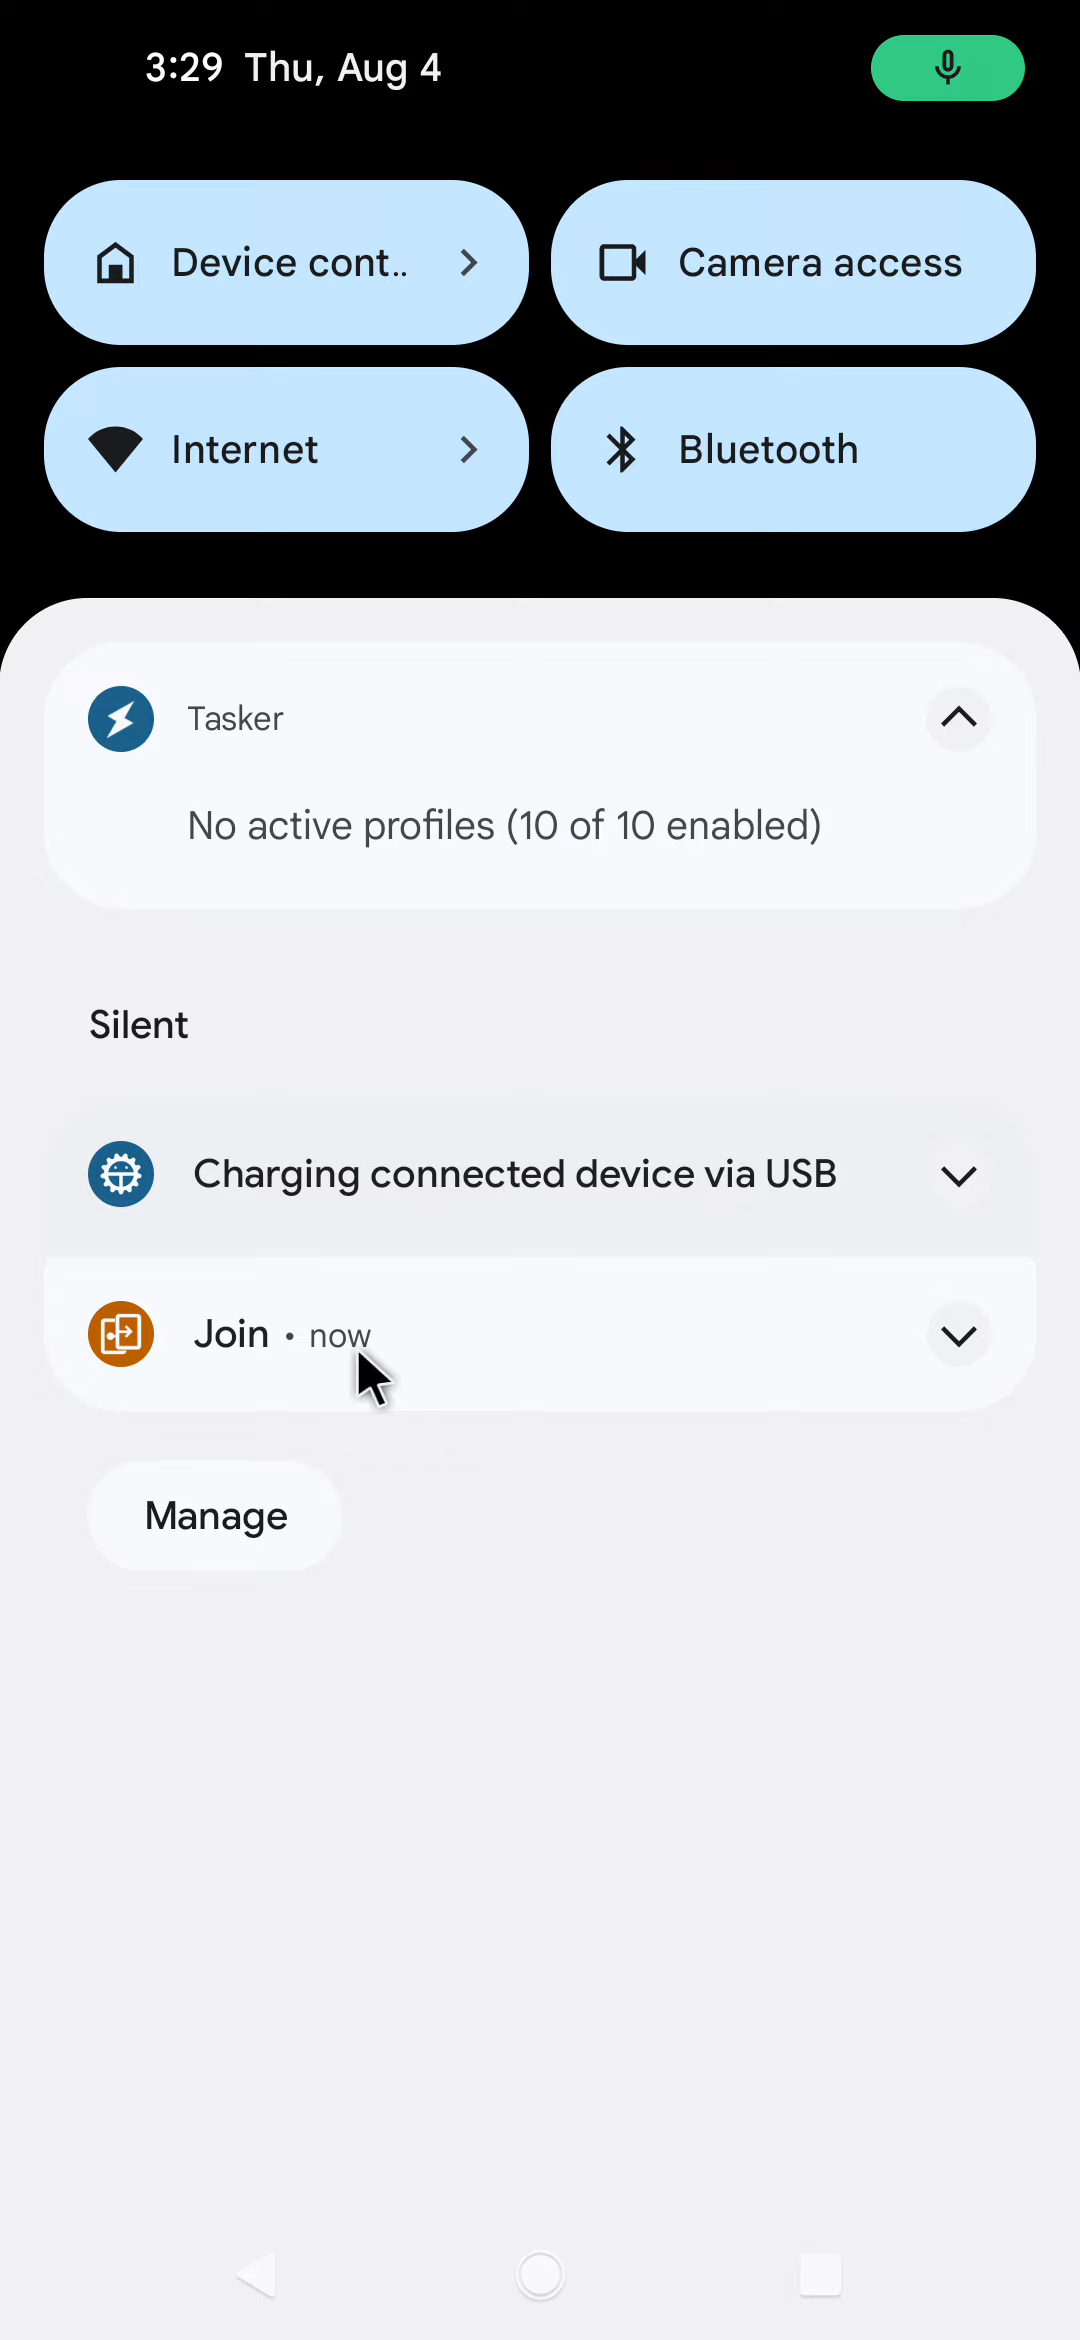 3:29 Thu, Aug 4
Device cont..
Camera access
Internet
Bluetooth
Tasker
No active profiles (10 of 10 enabled)
Silent
Charging connected device via USB
Join • now
Manage